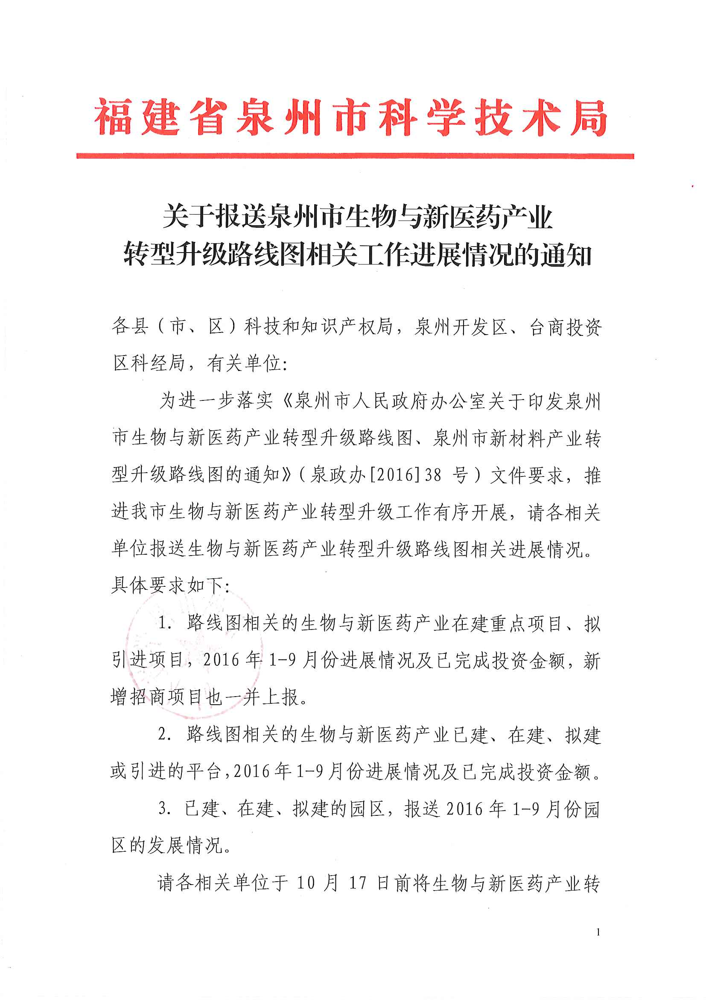 福建省泉州市科学技术局
关于报送泉州市生物与新医药产业
转型升级路线图相关工作进展情况的通知
各县（市、区）科技和知识产权局，泉州开发区、台商投资
区科经局，有关单位：
为进一步落实《泉州市人民政府办公室关于印发泉州
市生物与新医药产业转型升级路线图、泉州市新材料产业转
型升级路线图的通知》（泉政办[2016]38 号）文件要求，推
进我市生物与新医药产业转型升级工作有序开展，请各相关
单位报送生物与新医药产业转型升级路线图相关进展情况。
具体要求如下：
1. 路线图相关的生物与新医药产业在建重点项目、拟
引进项目，2016 年 1-9 月份进展情况及已完成投资金额，新
增招商项目也一并上报。
2. 路线图相关的生物与新医药产业已建、在建、拟建
或引进的平台，2016 年 1-9 月份进展情况及已完成投资金额。
3. 已建、在建、拟建的园区，报送 2016 年 1-9 月份园
区的发展情况。
请各相关单位于 10 月 17 日前将生物与新医药产业转
1